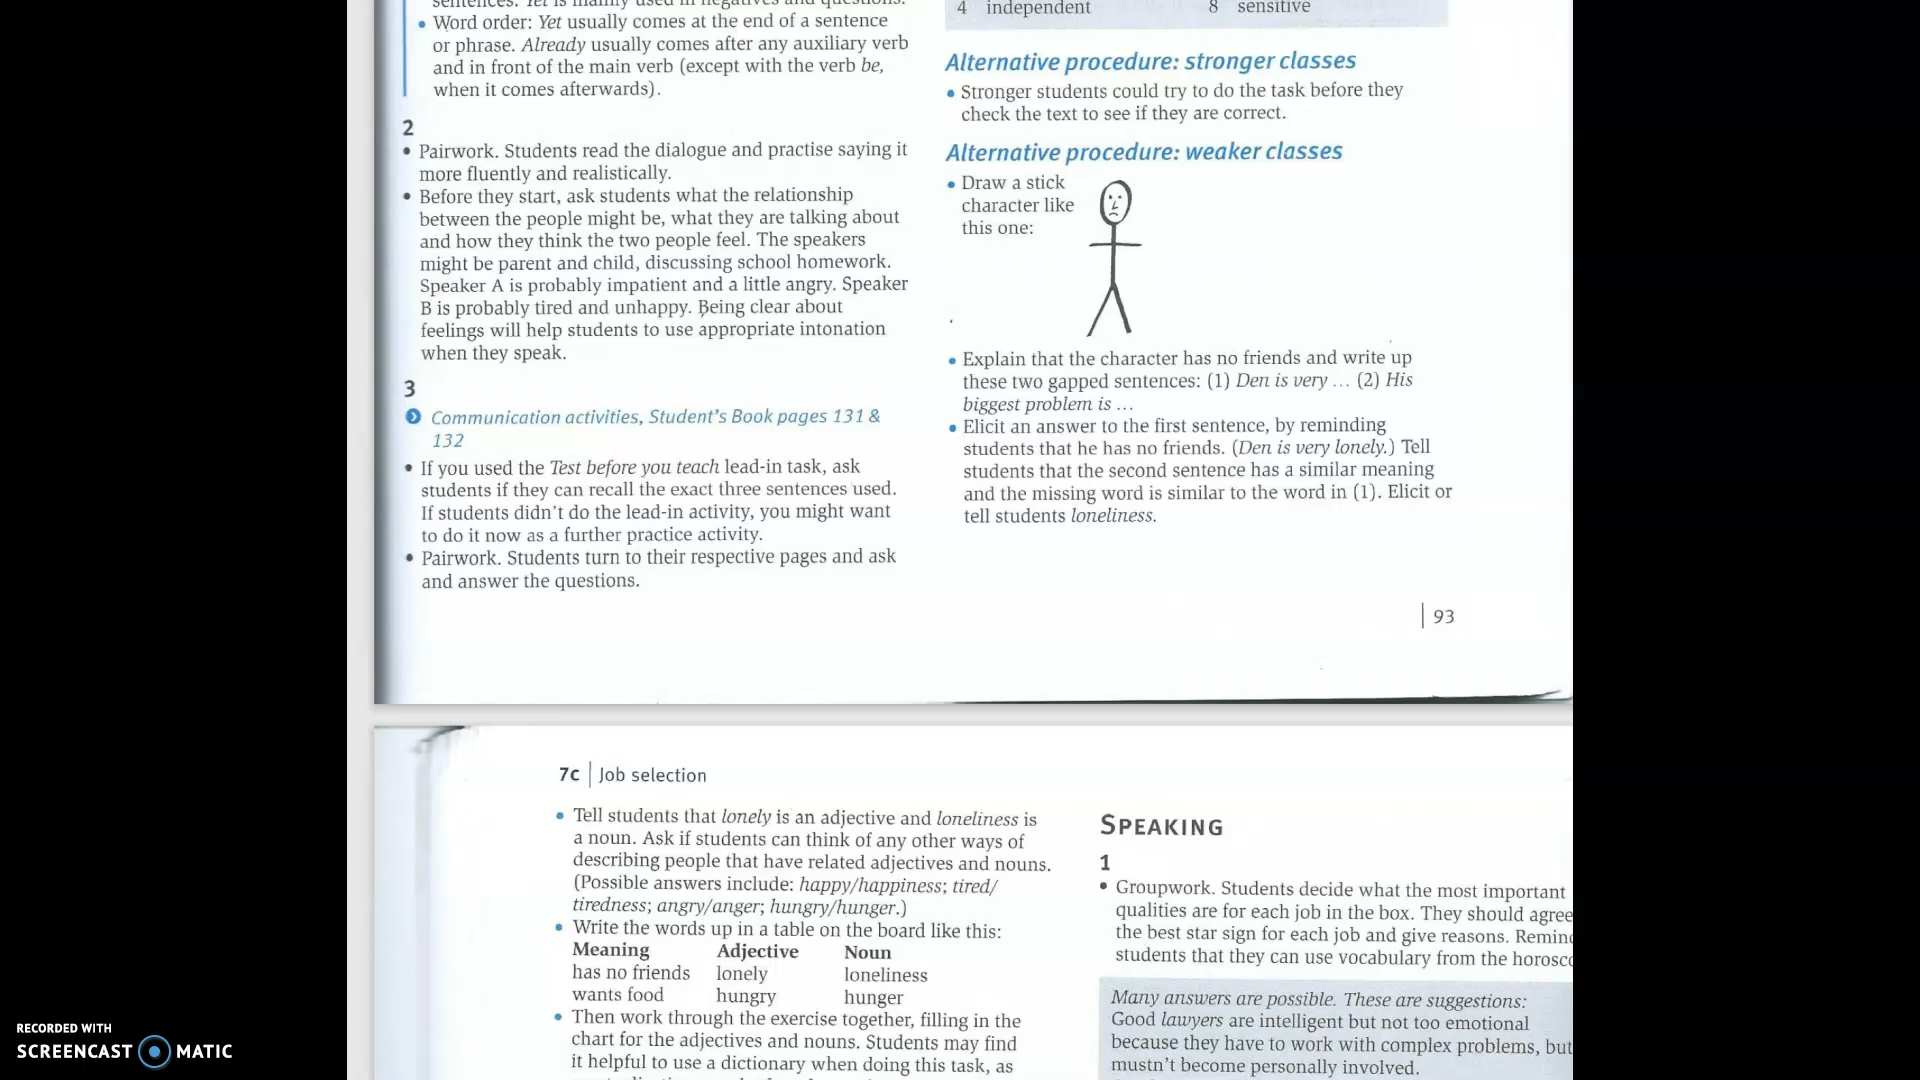 sentences. Yet is mainly used in negatives and questions.
• Word order: Yet usually comes at the end of a sentence
or phrase. Already usually comes after any auxiliary verb
and in front of the main verb (except with the verb be,
when it comes afterwards).
2
• Pairwork. Students read the dialogue and practise saying it
more fluently and realistically.
• Before they start, ask students what the relationship
between the people might be, what they are talking about
and how they think the two people feel. The speakers
might be parent and child, discussing school homework.
Speaker A is probably impatient and a little angry. Speaker
B is probably tired and unhappy. Being clear about
feelings will help students to use appropriate intonation
when they speak.
3
Communication activities, Student's Book pages 131 &
132
• If you used the Test before you teach lead-in task, ask
students if they can recall the exact three sentences used.
If students didn't do the lead-in activity, you might want
to do it now as a further practice activity.
• Pairwork. Students turn to their respective pages and ask
and answer the questions.
4 independent 8 sensitive
Alternative procedure: stronger classes
• Stronger students could try to do the task before they
check the text to see if they are correct.
Alternative procedure: weaker classes
• Draw a stick
character like
this one:
• Explain that the character has no friends and write up
these two gapped sentences: (1) Den is very ... (2) His
biggest problem is ...
• Elicit an answer to the first sentence, by reminding
students that he has no friends. (Den is very lonely.) Tell
students that the second sentence has a similar meaning
and the missing word is similar to the word in (1). Elicit or
tell students loneliness.
93
7c | Job selection
• Tell students that lonely is an adjective and loneliness is
a noun. Ask if students can think of any other ways of
describing people that have related adjectives and nouns.
(Possible answers include: happy/happiness; tired/
tiredness; angry/anger; hungry/hunger.)
• Write the words up in a table on the board like this:
Meaning Adjective Noun
has no friends lonely loneliness
wants food hungry hunger
• Then work through the exercise together, filling in the
chart for the adjectives and nouns. Students may find
it helpful to use a dictionary when doing this task, as
SPEAKING
1
• Groupwork. Students decide what the most important
qualities are for each job in the box. They should agree
the best star sign for each job and give reasons. Remin
students that they can use vocabulary from the horosc
Many answers are possible. These are suggestions:
Good lawyers are intelligent but not too emotional
because they have to work with complex problems, but
mustn't become personally involved.
RECORDED WITH
SCREENCAST MATIC